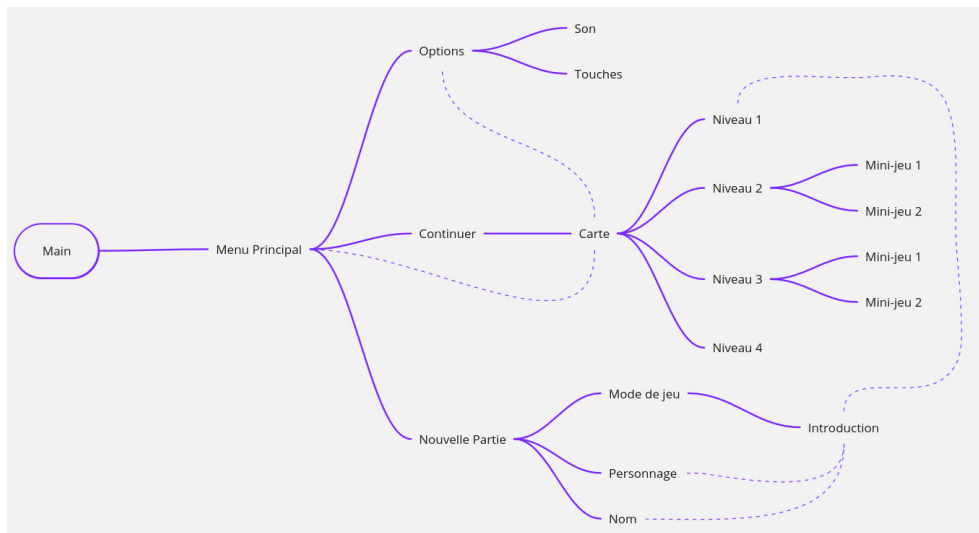 Main
Menu Principal
Options
Son
Touches
Continuer
Carte
Niveau 1
Niveau 2
Mini-jeu 1
Mini-jeu 2
Niveau 3
Mini-jeu 1
Mini-jeu 2
Niveau 4
Nouvelle Partie
Mode de jeu
Introduction
Personnage
Nom